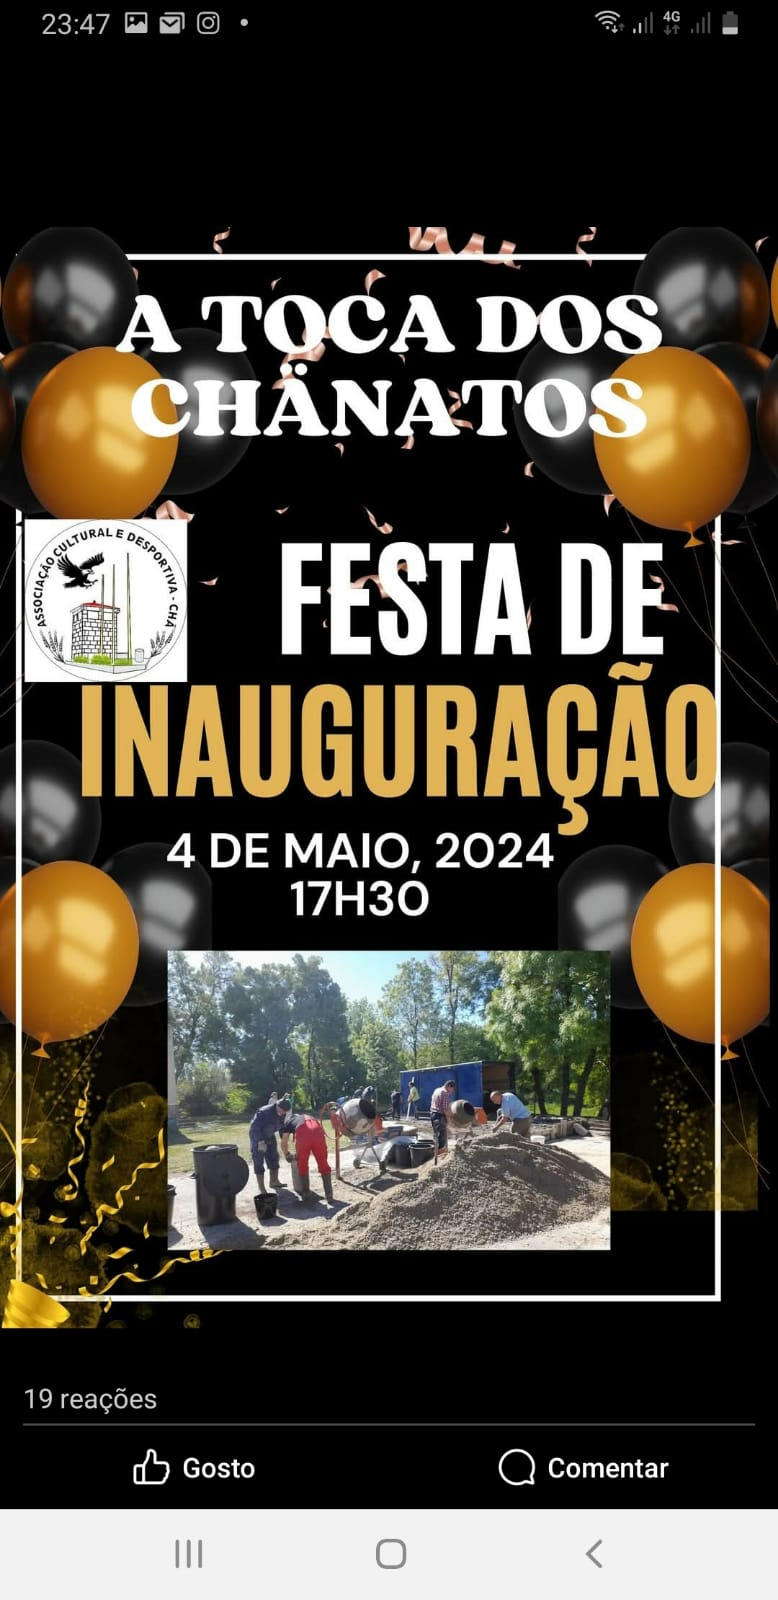 23:47
4G
A TOCA DOS
CHÄNATOS
ASSOCIAÇÃO CULTURAL E DESPORTIVA - CHÃ
FESTA DE
INAUGURAÇÃO
4 DE MAIO, 2024
17H30
19 reações
Gosto
Comentar